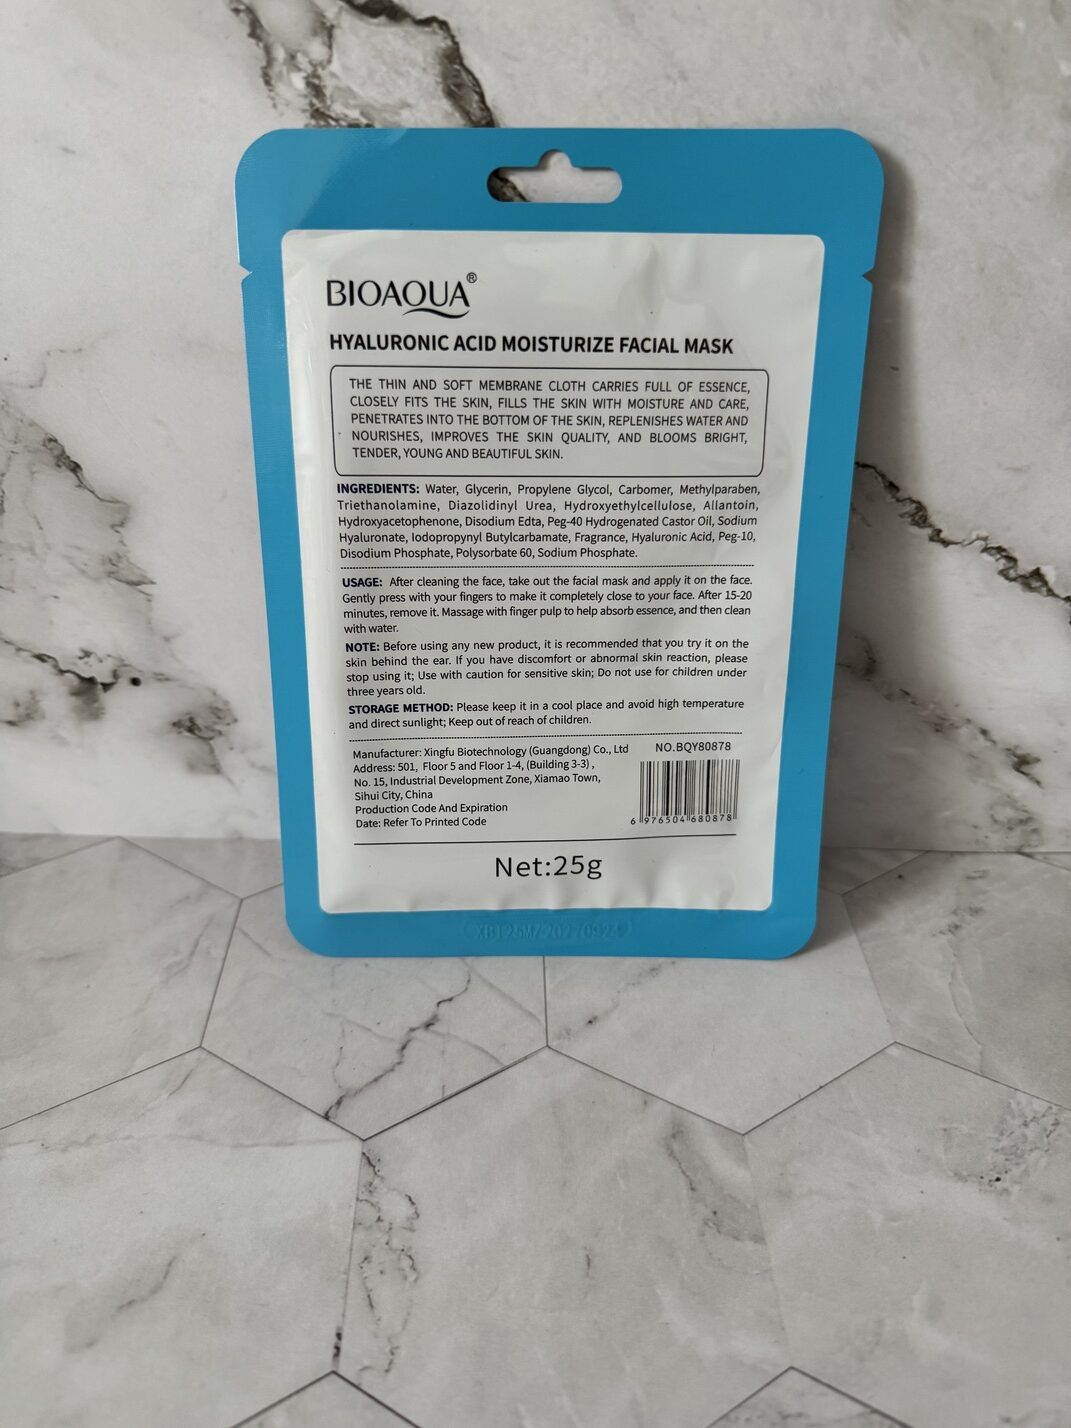 BIOAQUA®
HYALURONIC ACID MOISTURIZE FACIAL MASK
THE THIN AND SOFT MEMBRANE CLOTH CARRIES FULL OF ESSENCE,
CLOSELY FITS THE SKIN, FILLS THE SKIN WITH MOISTURE AND CARE,
PENETRATES INTO THE BOTTOM OF THE SKIN, REPLENISHES WATER AND
NOURISHES, IMPROVES THE SKIN QUALITY, AND BLOOMS BRIGHT,
TENDER, YOUNG AND BEAUTIFUL SKIN.
INGREDIENTS: Water, Glycerin, Propylene Glycol, Carbomer, Methylparaben,
Triethanolamine, Diazolidinyl Urea, Hydroxyethylcellulose, Allantoin,
Hydroxyacetophenone, Disodium Edta, Peg-40 Hydrogenated Castor Oil, Sodium
Hyaluronate, Iodopropynyl Butylcarbamate, Fragrance, Hyaluronic Acid, Peg-10,
Disodium Phosphate, Polysorbate 60, Sodium Phosphate.
USAGE: After cleaning the face, take out the facial mask and apply it on the face.
Gently press with your fingers to make it completely close to your face. After 15-20
minutes, remove it. Massage with finger pulp to help absorb essence, and then clean
with water.
NOTE: Before using any new product, it is recommended that you try it on the
skin behind the ear. If you have discomfort or abnormal skin reaction, please
stop using it; Use with caution for sensitive skin; Do not use for children under
three years old.
STORAGE METHOD: Please keep it in a cool place and avoid high temperature
and direct sunlight; Keep out of reach of children.
Manufacturer: Xingfu Biotechnology (Guangdong) Co., Ltd
Address: 501, Floor 5 and Floor 1-4, (Building 3-3) ,
No. 15, Industrial Development Zone, Xiamao Town,
Sihui City, China
Production Code And Expiration
Date: Refer To Printed Code
NO.BQY80878
6 976504 680878
Net:25g